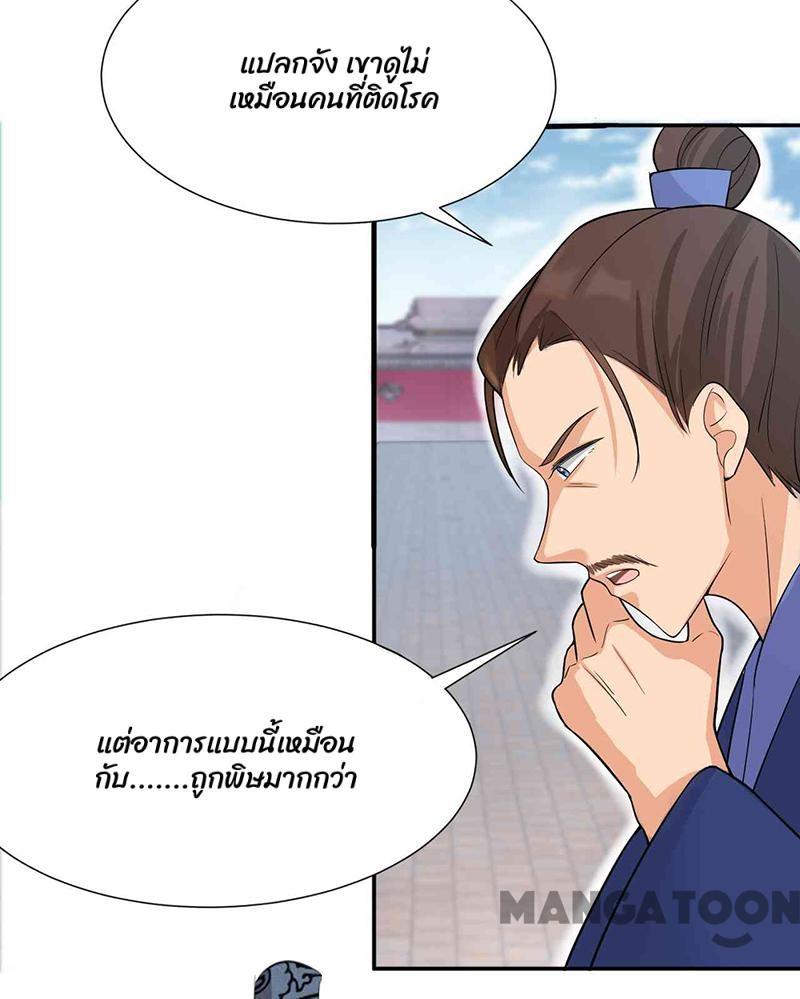 แปลกจัง เขาดูไม่
เหมือนคนที่ติดโรค
แต่อาการแบบนี้เหมือน
กับ.......ถูกพิษมากกว่า
MANGATOON